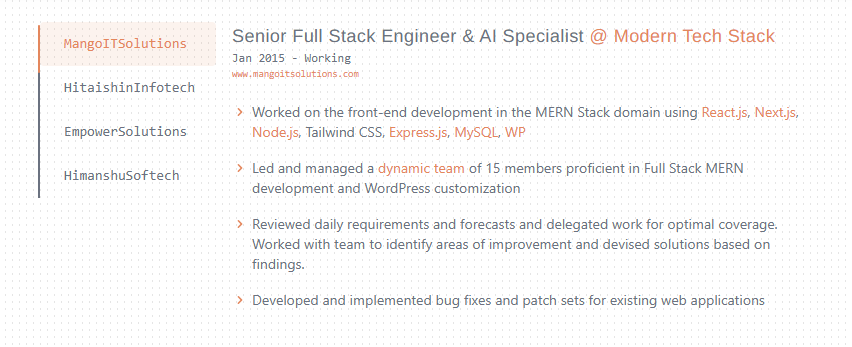 MangoITSolutions
HitaishinInfotech
EmpowerSolutions
HimanshuSoftech
Senior Full Stack Engineer & AI Specialist @ Modern Tech Stack
Jan 2015 - Working
www.mangoitsolutions.com
Worked on the front-end development in the MERN Stack domain using React.js, Next.js,
Node.js, Tailwind CSS, Express.js, MySQL, WP
Led and managed a dynamic team of 15 members proficient in Full Stack MERN
development and WordPress customization
Reviewed daily requirements and forecasts and delegated work for optimal coverage.
Worked with team to identify areas of improvement and devised solutions based on
findings.
Developed and implemented bug fixes and patch sets for existing web applications